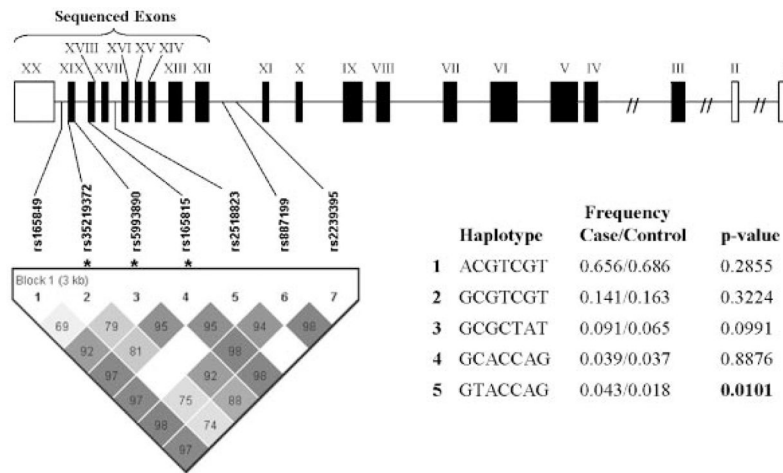 Sequenced Exons
XVIII XVI XV XIV
XX XIX XVII XIII XII XI X IX VIII VII VI V IV III II
// // //
rs165849
rs35219372
rs5993890
rs165815
rs2518823
rs887199
rs2239395
* * *
Block 1 (3 kb)
1 2 3 4 5 6 7
69 79 95 95 94 98
92 81 98
97 92 98
97 75 88
98 74
97
Frequency
Haplotype Case/Control p-value
1 ACGTCGT 0.656/0.686 0.2855
2 GCGTCGT 0.141/0.163 0.3224
3 GCGCTAT 0.091/0.065 0.0991
4 GCACCAG 0.039/0.037 0.8876
5 GTACCAG 0.043/0.018 0.0101